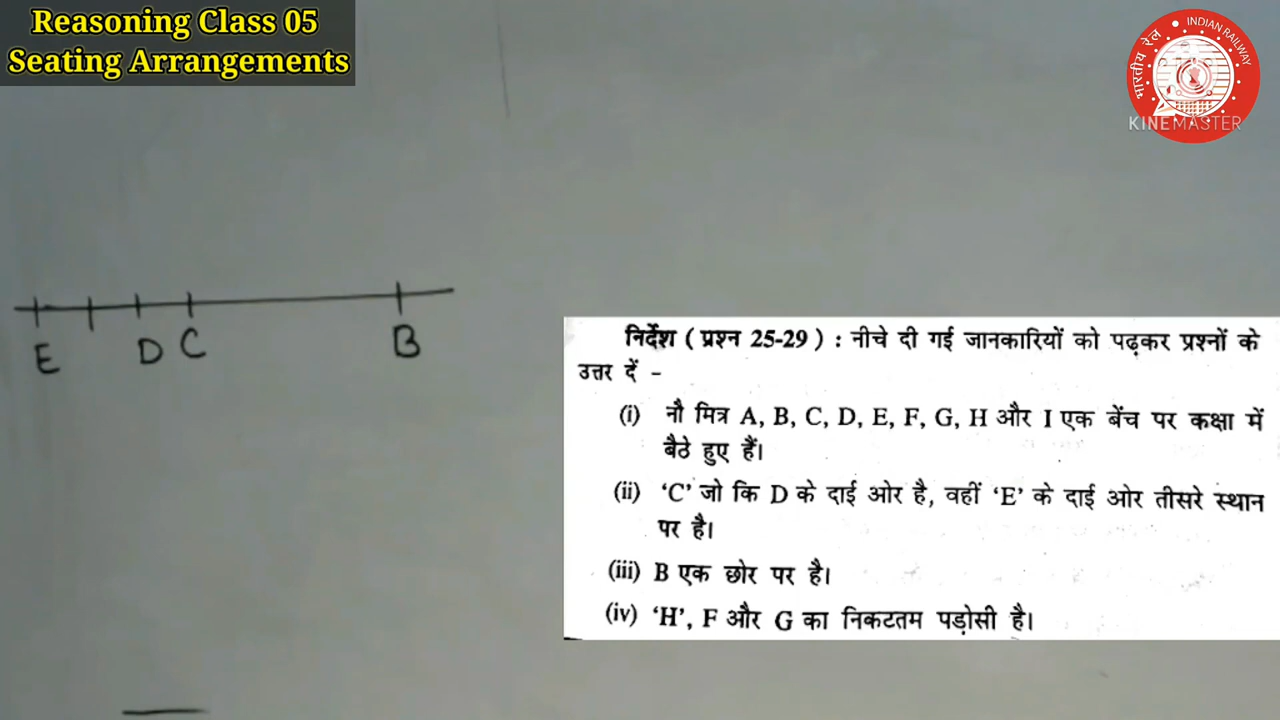 Reasoning Class 05
Seating Arrangements
भारतीय रेल
INDIAN RAILWAY
KINEMASTER
E D C B
निर्देश ( प्रश्न 25-29 ) : नीचे दी गई जानकारियों को पढ़कर प्रश्नों के
उत्तर दें -
(i) नौ मित्र A, B, C, D, E, F, G, H और I एक बेंच पर कक्षा में
बैठे हुए हैं।
(ii) ‘C’ जो कि D के दाई ओर है, वहीं ‘E’ के दाई ओर तीसरे स्थान
पर है।
(iii) B एक छोर पर है।
(iv) ‘H’, F और G का निकटतम पड़ोसी है।